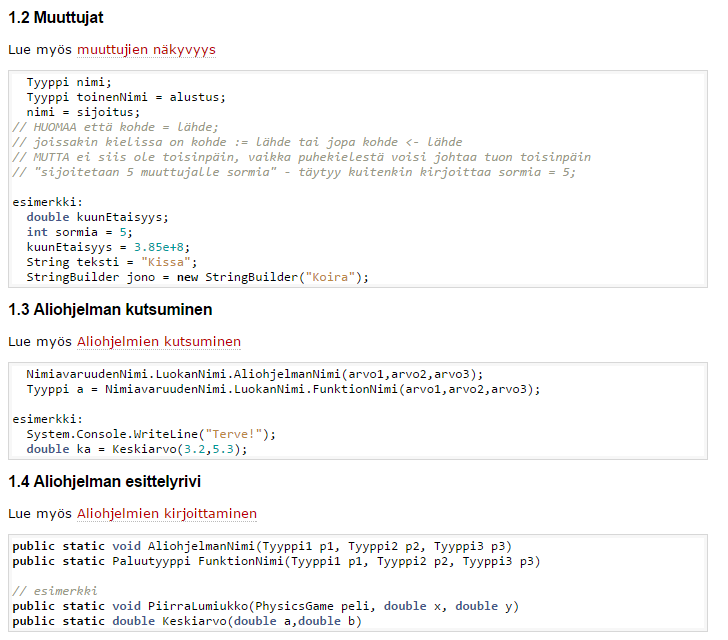 1.2 Muuttujat
Lue myös muuttujien näkyvyys
Tyyppi nimi;
Tyyppi toinenNimi = alustus;
nimi = sijoitus;
// HUOMAA että kohde = lähde;
// joissakin kielissa on kohde := lähde tai jopa kohde <- lähde
// MUTTA ei siis ole toisinpäin, vaikka puhekielestä voisi johtaa tuon toisinpäin
// "sijoitetaan 5 muuttujalle sormia" - täytyy kuitenkin kirjoittaa sormia = 5;
esimerkki:
double kuunEtaisyys;
int sormia = 5;
kuunEtaisyys = 3.85e+8;
String teksti = "Kissa";
StringBuilder jono = new StringBuilder("Koira");
1.3 Aliohjelman kutsuminen
Lue myös Aliohjelmien kutsuminen
NimiavaruudenNimi.LuokanNimi.AliohjelmanNimi(arvo1,arvo2,arvo3);
Tyyppi a = NimiavaruudenNimi.LuokanNimi.FunktionNimi(arvo1,arvo2,arvo3);
esimerkki:
System.Console.WriteLine("Terve!");
double ka = Keskiarvo(3.2,5.3);
1.4 Aliohjelman esittelyrivi
Lue myös Aliohjelmien kirjoittaminen
public static void AliohjelmanNimi(Tyyppi1 p1, Tyyppi2 p2, Tyyppi3 p3)
public static Paluutyyppi FunktionNimi(Tyyppi1 p1, Tyyppi2 p2, Tyyppi3 p3)
// esimerkki
public static void PiirraLumiukko(PhysicsGame peli, double x, double y)
public static double Keskiarvo(double a,double b)